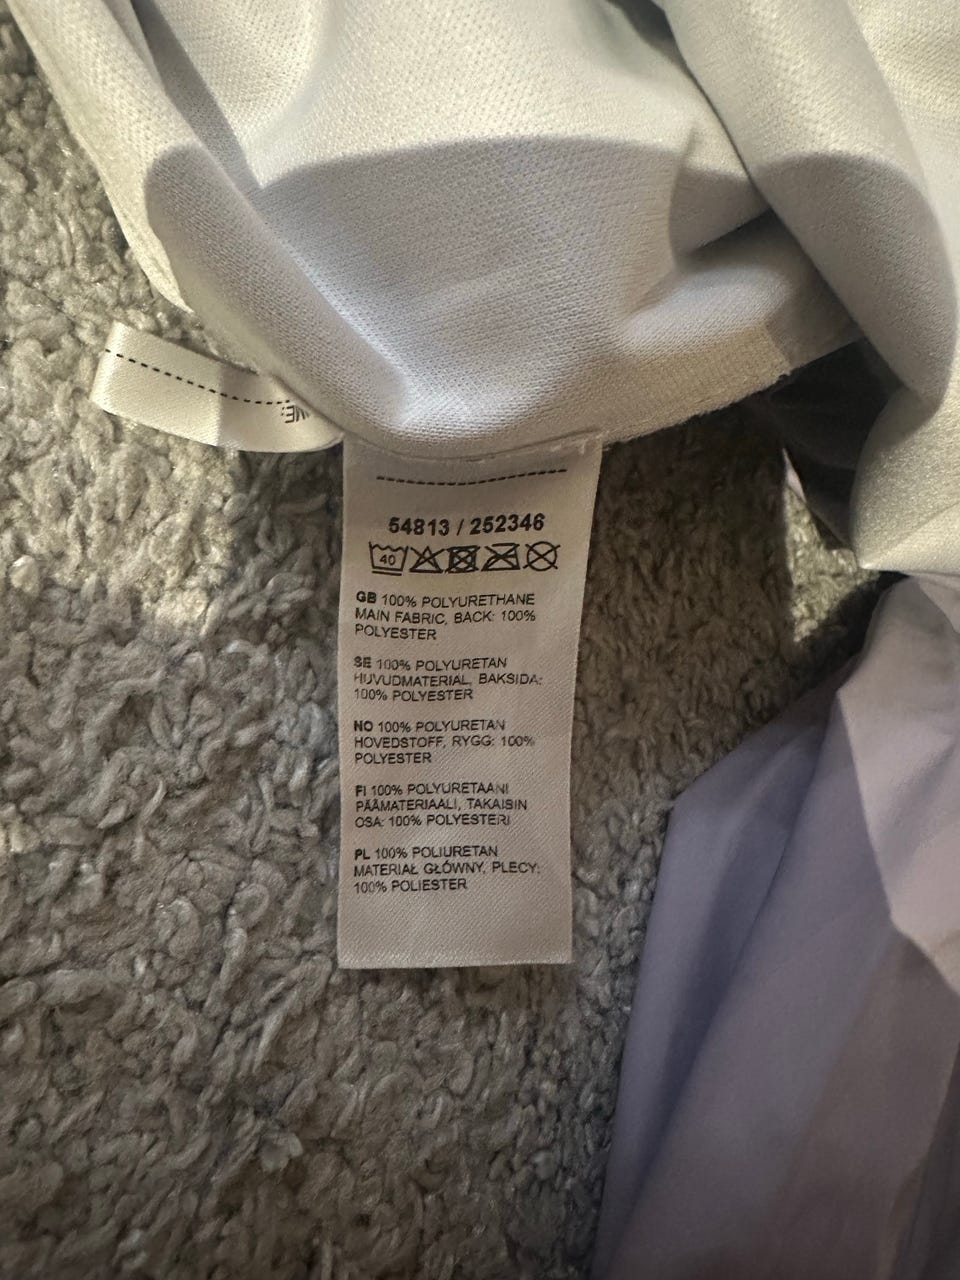 54813 / 252346
40
GB 100% POLYURETHANE
MAIN FABRIC, BACK: 100%
POLYESTER
SE 100% POLYURETAN
HUVUDMATERIAL, BAKSIDA:
100% POLYESTER
NO 100% POLYURETAN
HOVEDSTOFF, RYGG: 100%
POLYESTER
FI 100% POLYURETAANI
PÄÄMATERIAALI, TAKAISIN
OSA: 100% POLYESTERI
PL 100% POLIURETAN
MATERIAŁ GŁÓWNY, PLECY:
100% POLIESTER